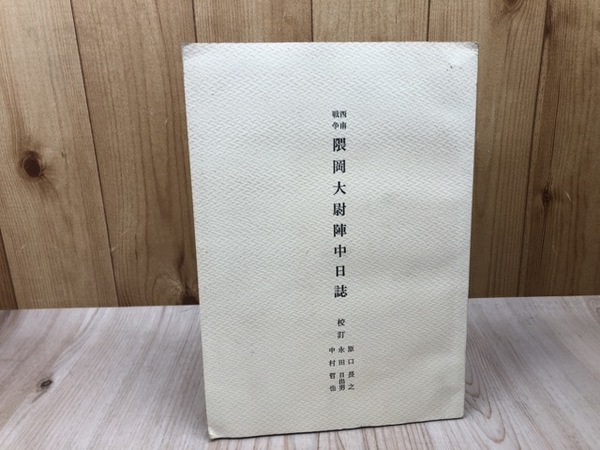 西南
戦争
隈岡大尉陣中日誌
校訂
原口長之
永田日出男
中村哲也